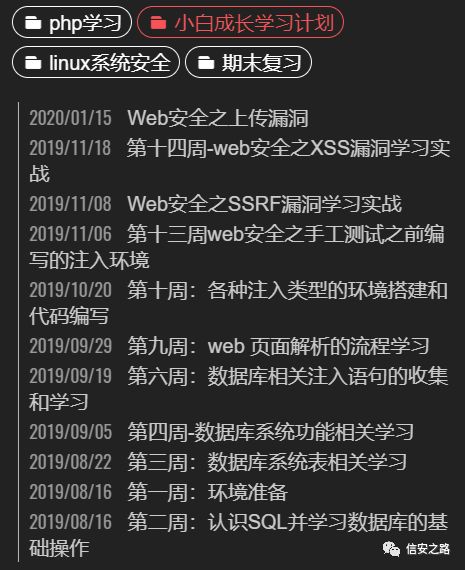 php学习 小白成长学习计划
linux系统安全 期末复习
2020/01/15 Web安全之上传漏洞
2019/11/18 第十四周-web安全之XSS漏洞学习实
战
2019/11/08 Web安全之SSRF漏洞学习实战
2019/11/06 第十三周web安全之手工测试之前编
写的注入环境
2019/10/20 第十周：各种注入类型的环境搭建和
代码编写
2019/09/29 第九周：web 页面解析的流程学习
2019/09/19 第六周：数据库相关注入语句的收集
和学习
2019/09/05 第四周-数据库系统功能相关学习
2019/08/22 第三周：数据库系统表相关学习
2019/08/16 第一周：环境准备
2019/08/16 第二周：认识SQL并学习数据库的基
础操作
信安之路